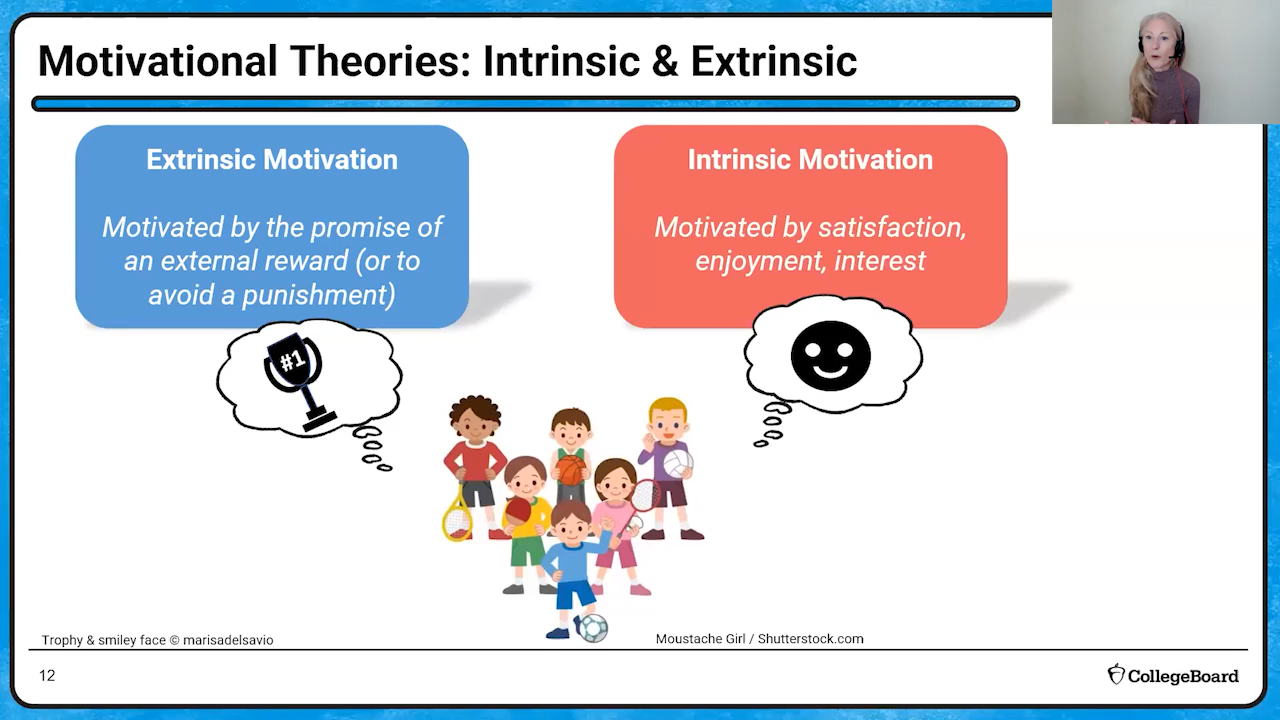 Motivational Theories: Intrinsic & Extrinsic
Extrinsic Motivation
Motivated by the promise of
an external reward (or to
avoid a punishment)
Intrinsic Motivation
Motivated by satisfaction,
enjoyment, interest
#1
Trophy & smiley face © marisadelsavio
Moustache Girl / Shutterstock.com
12
CollegeBoard